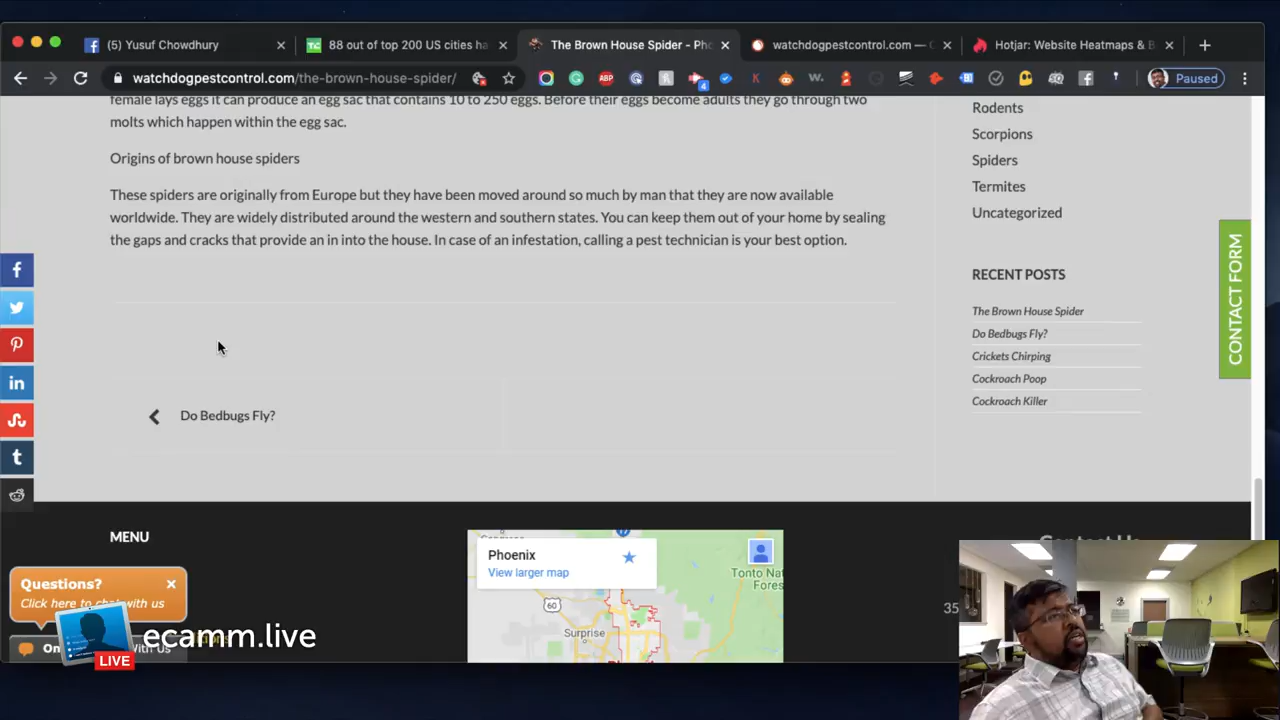 (5) Yusuf Chowdhury
88 out of top 200 US cities ha
The Brown House Spider - Pho
watchdogpestcontrol.com —
Hotjar: Website Heatmaps & B
watchdogpestcontrol.com/the-brown-house-spider/
ABP
4
K
W.
Paused
female lays eggs it can produce an egg sac that contains 10 to 250 eggs. Before their eggs become adults they go through two
molts which happen within the egg sac.
Origins of brown house spiders
These spiders are originally from Europe but they have been moved around so much by man that they are now available
worldwide. They are widely distributed around the western and southern states. You can keep them out of your home by sealing
the gaps and cracks that provide an in into the house. In case of an infestation, calling a pest technician is your best option.
Do Bedbugs Fly?
Rodents
Scorpions
Spiders
Termites
Uncategorized
RECENT POSTS
The Brown House Spider
Do Bedbugs Fly?
Crickets Chirping
Cockroach Poop
Cockroach Killer
CONTACT FORM
MENU
Phoenix
View larger map
60
Surprise
Tonto Nat
Fores
Contact Us
35
Questions?
Click here to chat with us
ecamm.live
LIVE